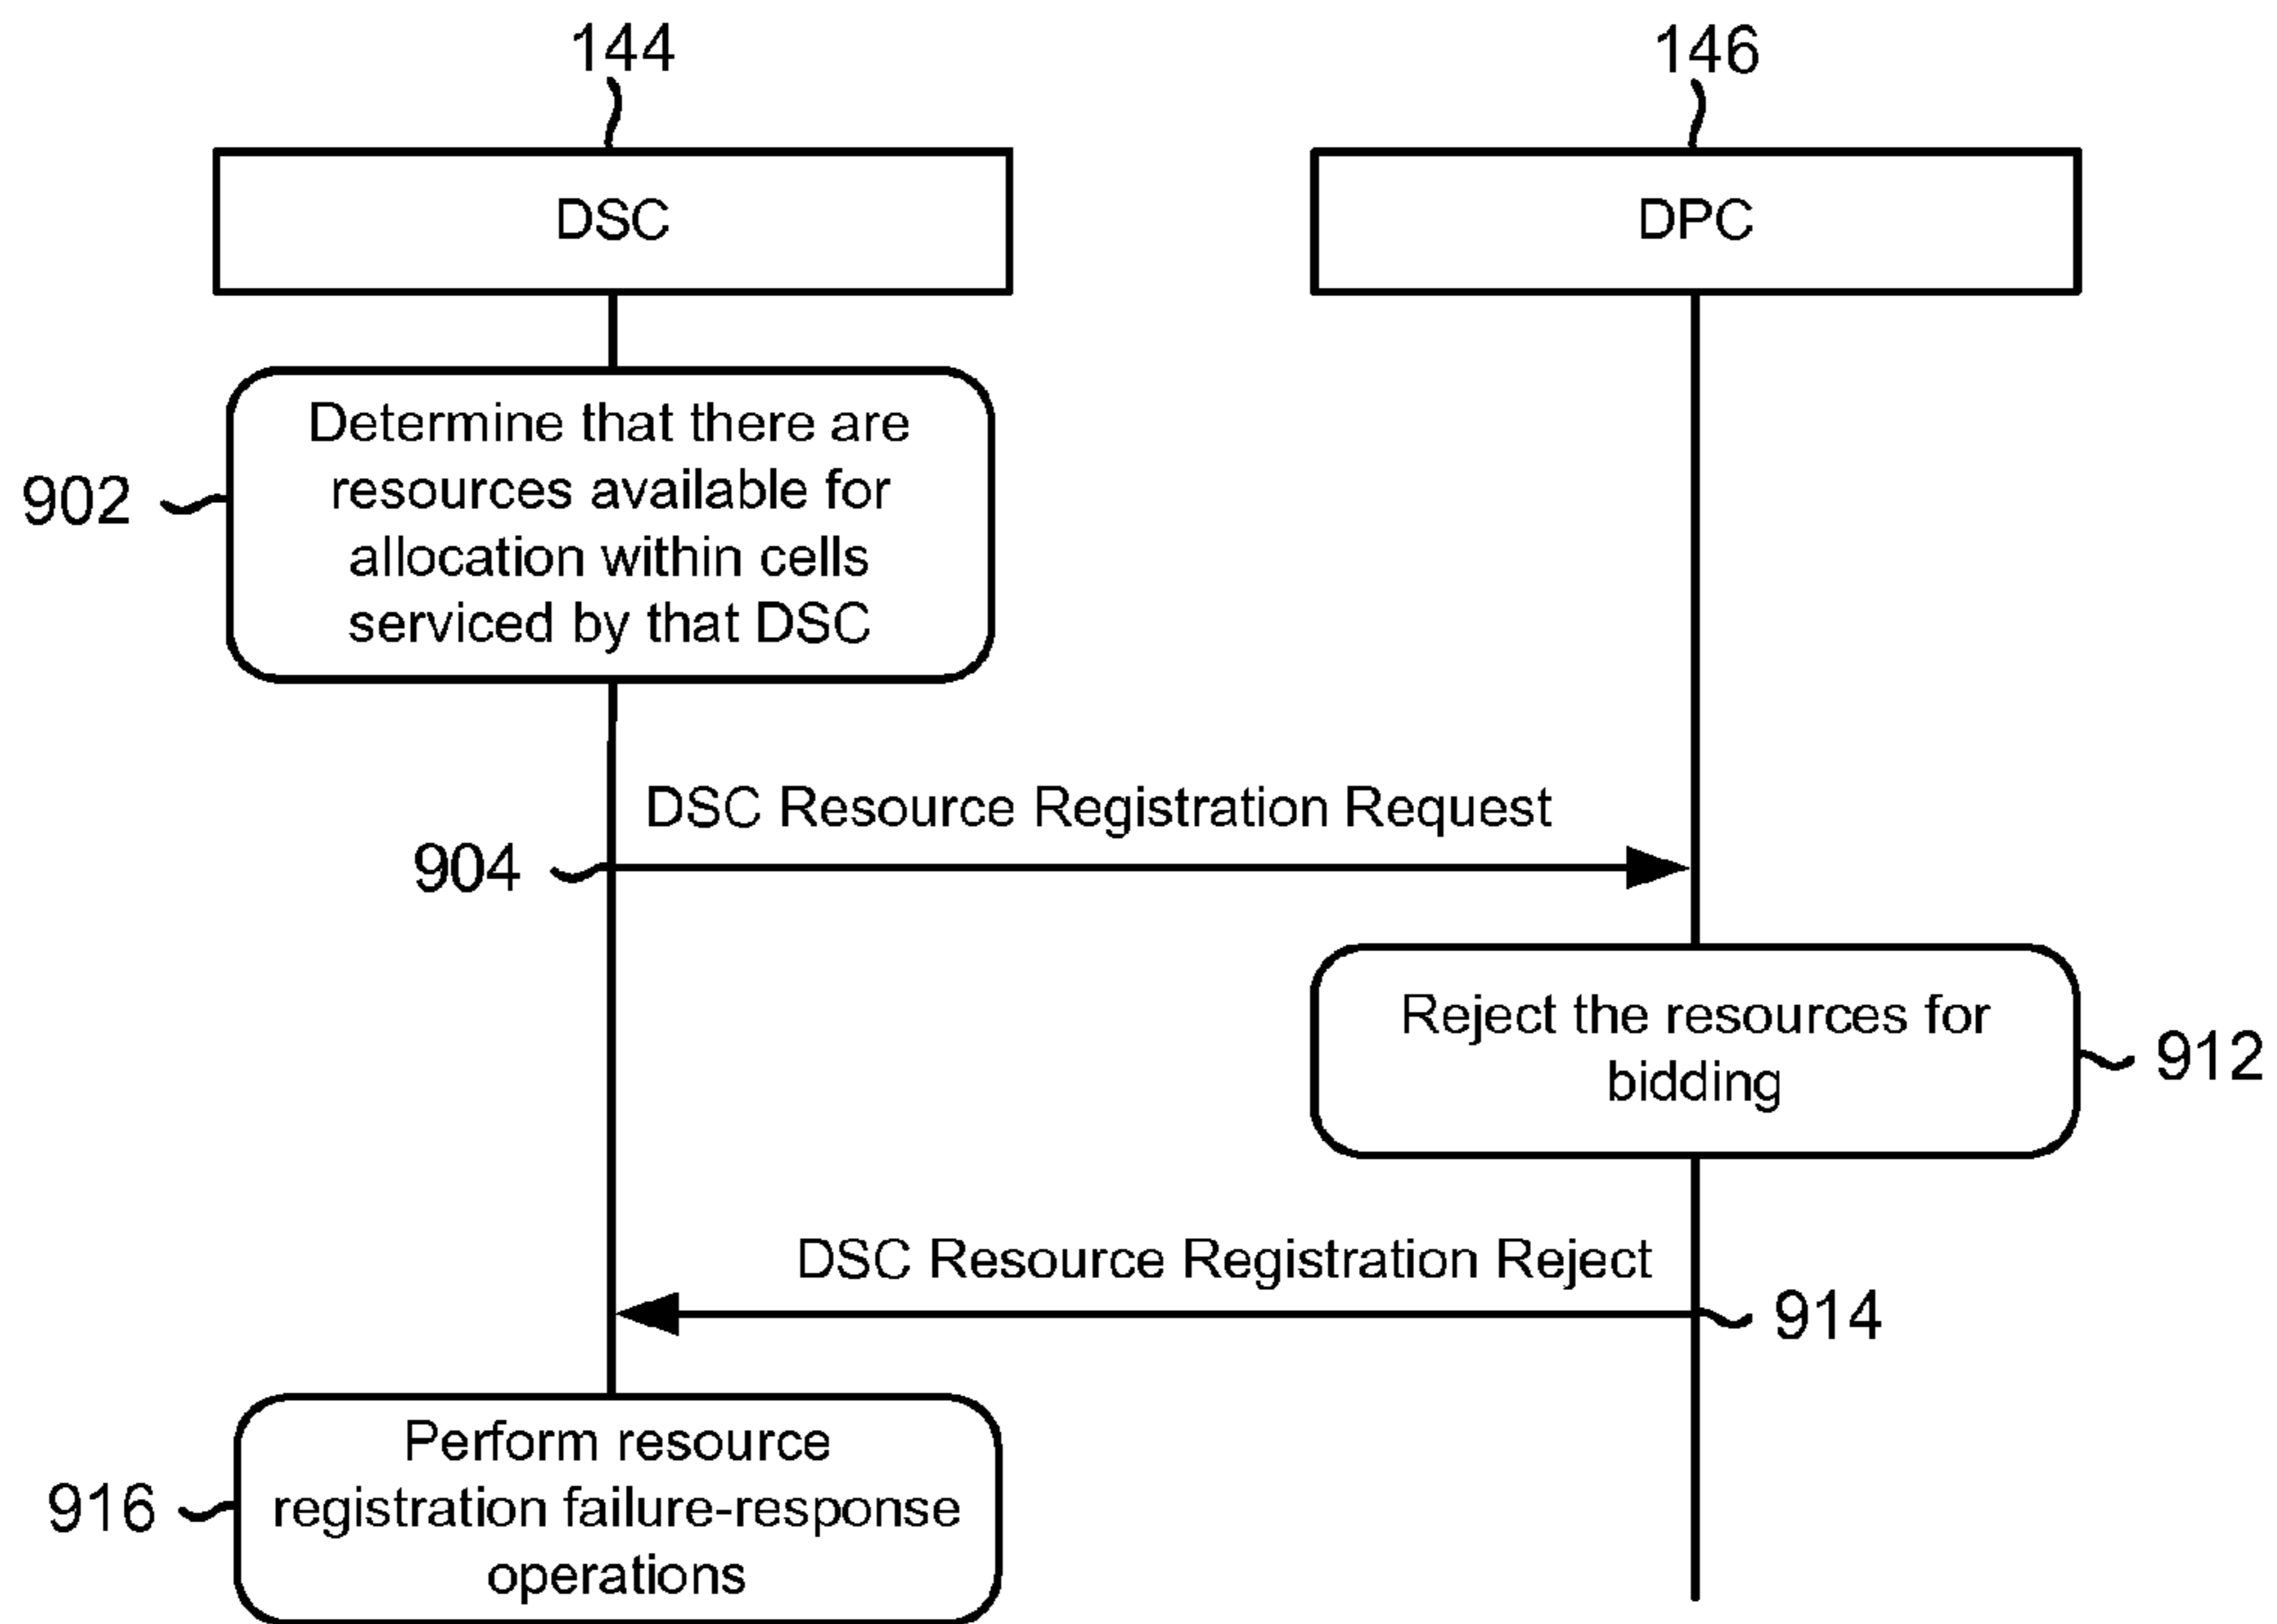 144
146
DSC
DPC
Determine that there are
resources available for
allocation within cells
serviced by that DSC
902
DSC Resource Registration Request
904
Reject the resources for
bidding
912
DSC Resource Registration Reject
914
Perform resource
registration failure-response
operations
916